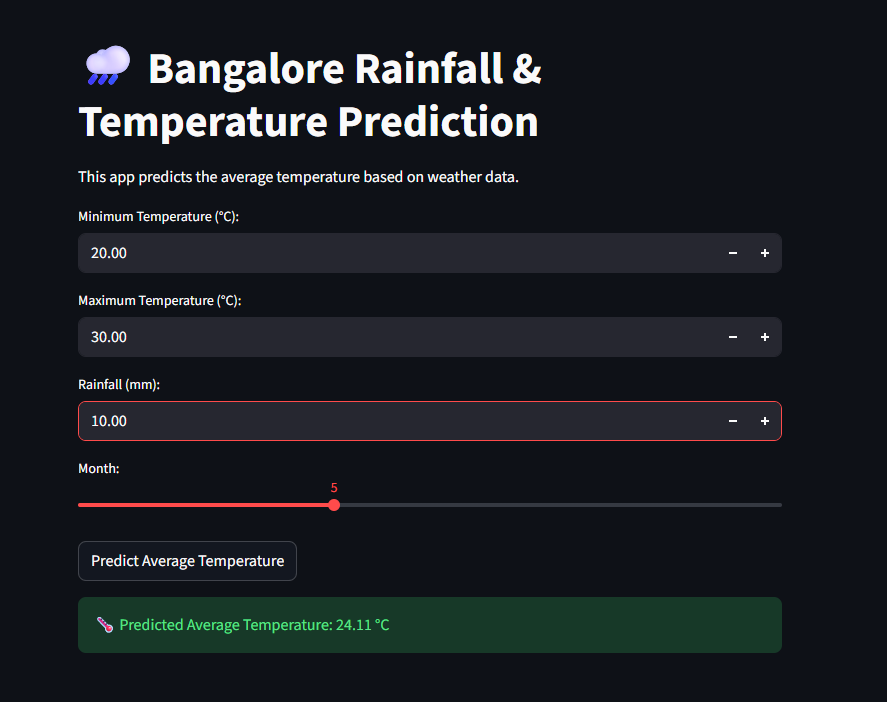 Bangalore Rainfall &
Temperature Prediction
This app predicts the average temperature based on weather data.
Minimum Temperature (°C):
20.00
Maximum Temperature (°C):
30.00
Rainfall (mm):
10.00
Month:
5
Predict Average Temperature
Predicted Average Temperature: 24.11 °C